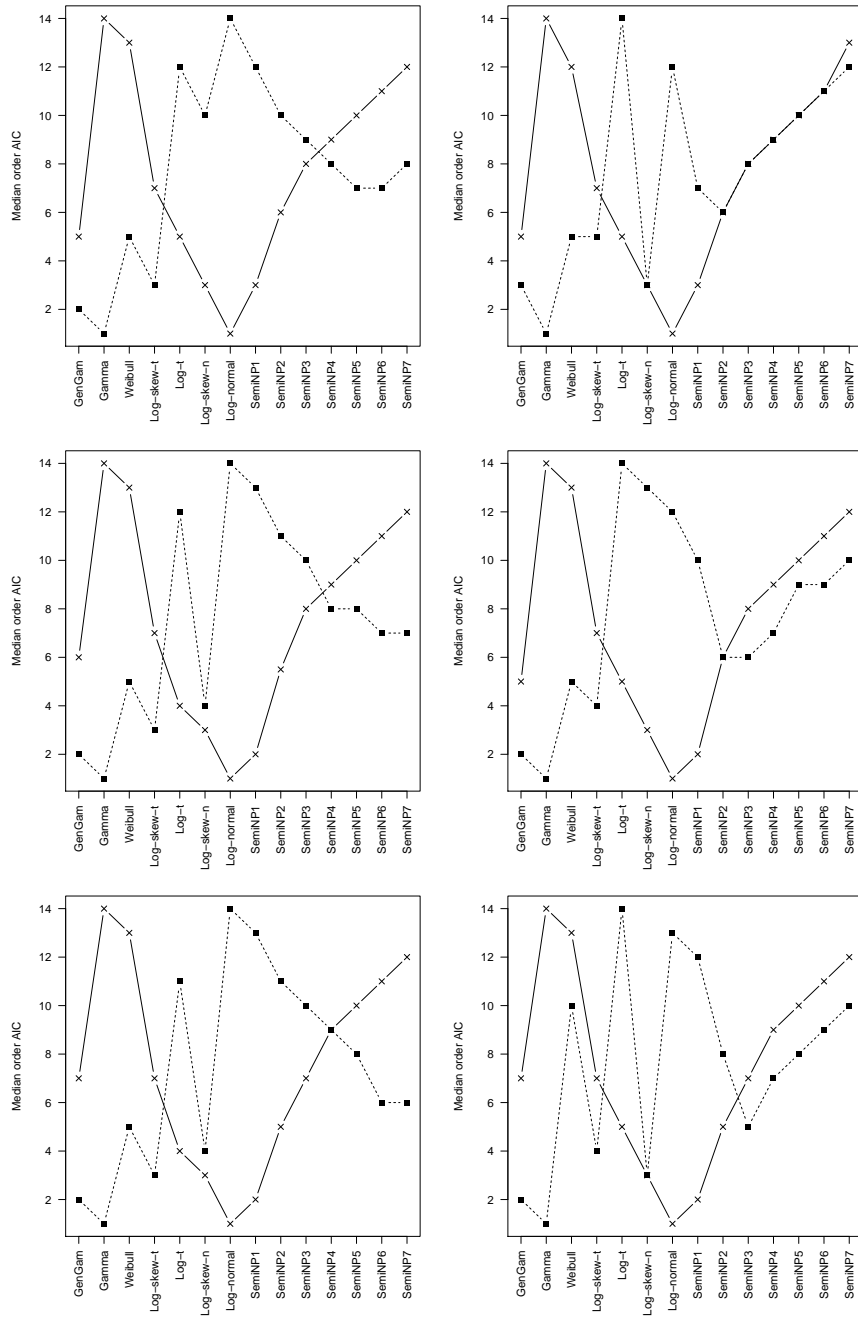 Median order AIC
14
12
10
8
6
4
2
GenGam
Gamma
Weibull
Log-skew-t
Log-t
Log-skew-n
Log-normal
SemiNP1
SemiNP2
SemiNP3
SemiNP4
SemiNP5
SemiNP6
SemiNP7
Median order AIC
14
12
10
8
6
4
2
GenGam
Gamma
Weibull
Log-skew-t
Log-t
Log-skew-n
Log-normal
SemiNP1
SemiNP2
SemiNP3
SemiNP4
SemiNP5
SemiNP6
SemiNP7
Median order AIC
14
12
10
8
6
4
2
GenGam
Gamma
Weibull
Log-skew-t
Log-t
Log-skew-n
Log-normal
SemiNP1
SemiNP2
SemiNP3
SemiNP4
SemiNP5
SemiNP6
SemiNP7
Median order AIC
14
12
10
8
6
4
2
GenGam
Gamma
Weibull
Log-skew-t
Log-t
Log-skew-n
Log-normal
SemiNP1
SemiNP2
SemiNP3
SemiNP4
SemiNP5
SemiNP6
SemiNP7
Median order AIC
14
12
10
8
6
4
2
GenGam
Gamma
Weibull
Log-skew-t
Log-t
Log-skew-n
Log-normal
SemiNP1
SemiNP2
SemiNP3
SemiNP4
SemiNP5
SemiNP6
SemiNP7
Median order AIC
14
12
10
8
6
4
2
GenGam
Gamma
Weibull
Log-skew-t
Log-t
Log-skew-n
Log-normal
SemiNP1
SemiNP2
SemiNP3
SemiNP4
SemiNP5
SemiNP6
SemiNP7